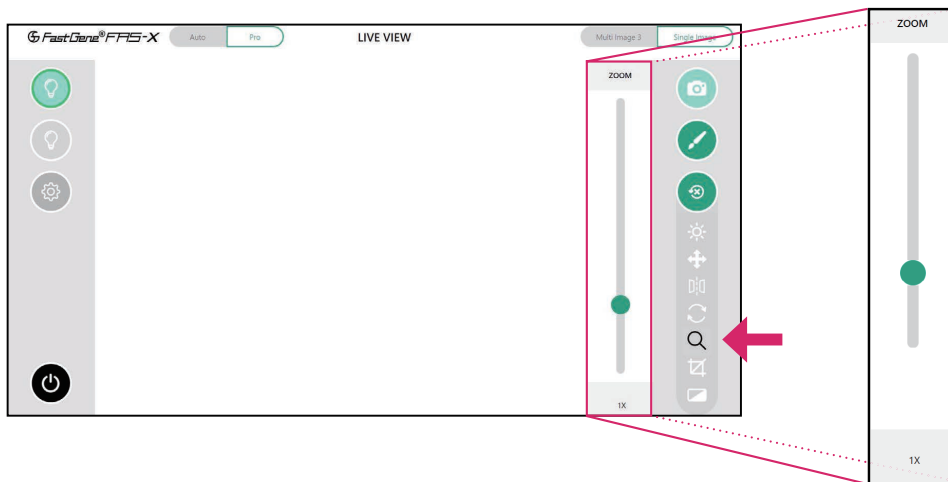 FastGene® FAS-X Auto Pro LIVE VIEW Multi Image 3 Single Image
ZOOM
1X
ZOOM
1X